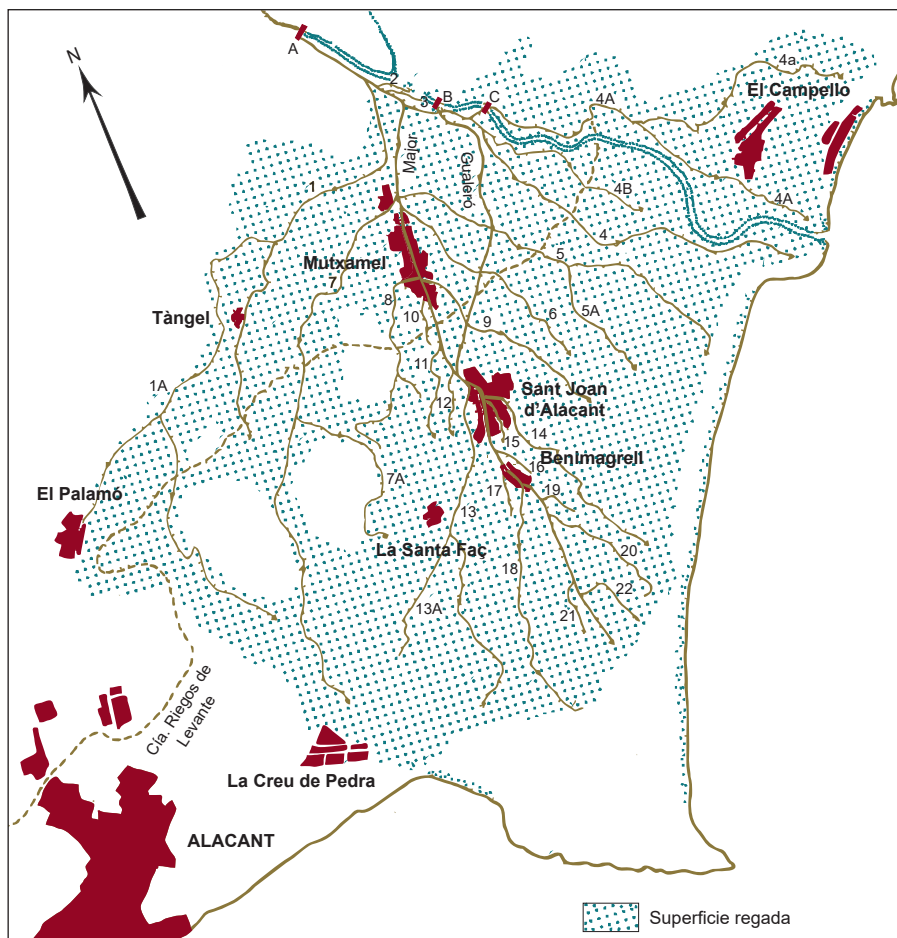 N
A
2
3
B
C
4A
4a
El Campello
Major
Gualeró
1
4B
4A
4
Mutxamel
5
7
8
Tàngel
10
9
6
5A
11
1A
12
Sant Joan
d'Alacant
15
14
Benimagrell
16
El Palamó
7A
17
19
13
La Santa Faç
20
18
22
13A
21
Cía. Riegos de
Levante
La Creu de Pedra
ALACANT
Superficie regada